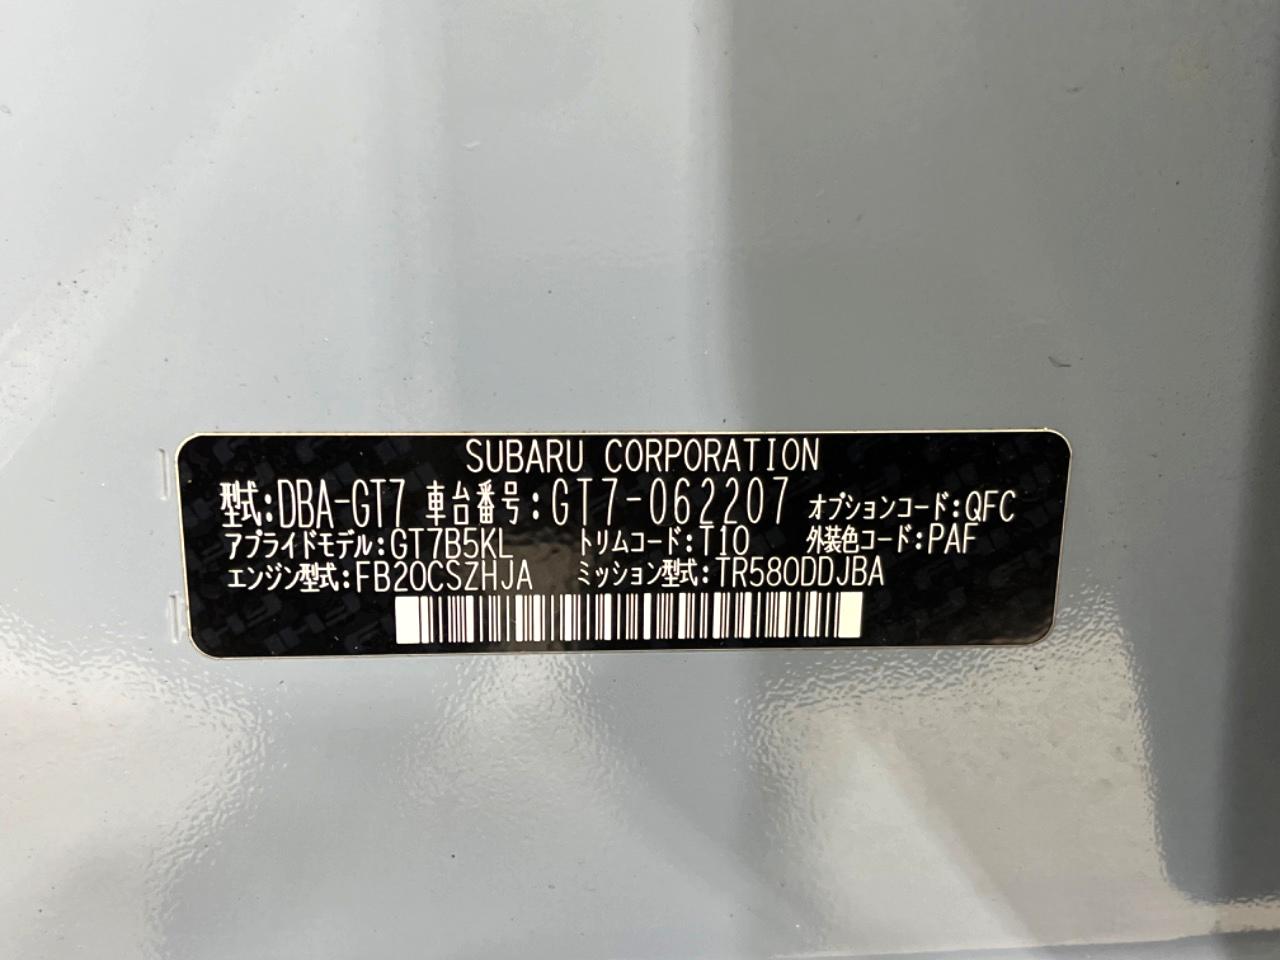 SUBARU CORPORATION
型式:DBA-GT7 車台番号:GT7-062207 オプションコード:QFC
アプライドモデル:GT7B5KL トリムコード:T10 外装色コード:PAF
エンジン型式:FB20CSZHJA ミッション型式:TR580DDJBA